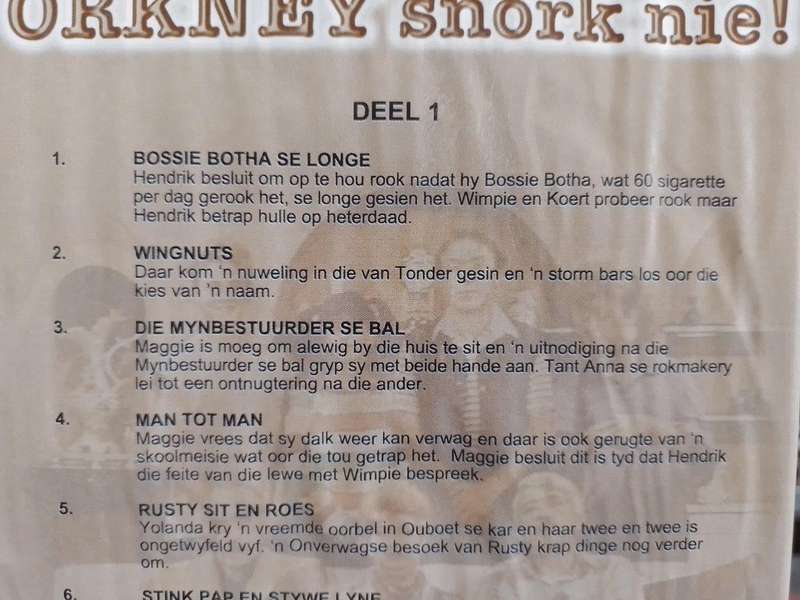 ORKNEY snork nie!
DEEL 1
1. BOSSIE BOTHA SE LONGE
Hendrik besluit om op te hou rook nadat hy Bossie Botha, wat 60 sigarette
per dag gerook het, se longe gesien het. Wimpie en Koert probeer rook maar
Hendrik betrap hulle op heterdaad.
2. WINGNUTS
Daar kom 'n nuweling in die van Tonder gesin en 'n storm bars los oor die
kies van 'n naam.
3. DIE MYNBESTUURDER SE BAL
Maggie is moeg om alewig by die huis te sit en 'n uitnodiging na die
Mynbestuurder se bal gryp sy met beide hande aan. Tant Anna se rokmakery
lei tot een ontnugtering na die ander.
4. MAN TOT MAN
Maggie vrees dat sy dalk weer kan verwag en daar is ook gerugte van 'n
skoolmeisie wat oor die tou getrap het. Maggie besluit dit is tyd dat Hendrik
die feite van die lewe met Wimpie bespreek.
5. RUSTY SIT EN ROES
Yolanda kry 'n vreemde oorbel in Ouboet se kar en haar twee en twee is
ongetwyfeld vyf. 'n Onverwagse besoek van Rusty krap dinge nog verder
om.
6. STINK PAP EN STYWE LYNE